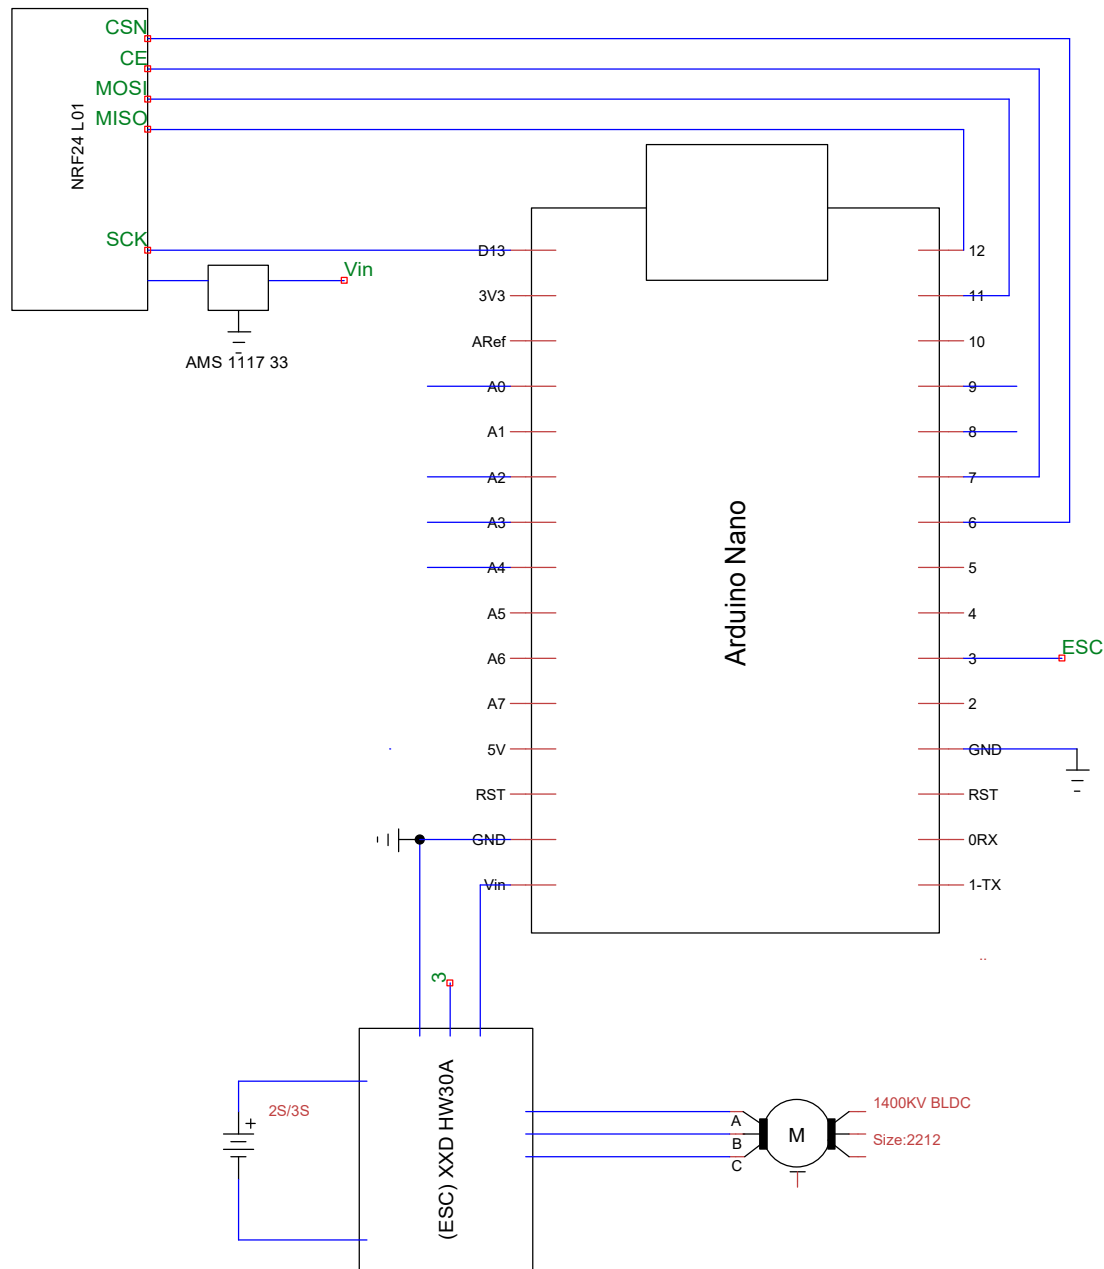 CSN
CE
MOSI
MISO
NRF24 L01
SCK
Vin
AMS 1117 33
D13
3V3
ARef
A0
A1
A2
A3
A4
A5
A6
A7
5V
RST
GND
Vin
Arduino Nano
12
11
10
9
8
7
6
5
4
3
ESC
2
GND
RST
0RX
1-TX
3
(ESC) XXD HW30A
2S/3S
+
A
B
C
M
1400KV BLDC
Size:2212